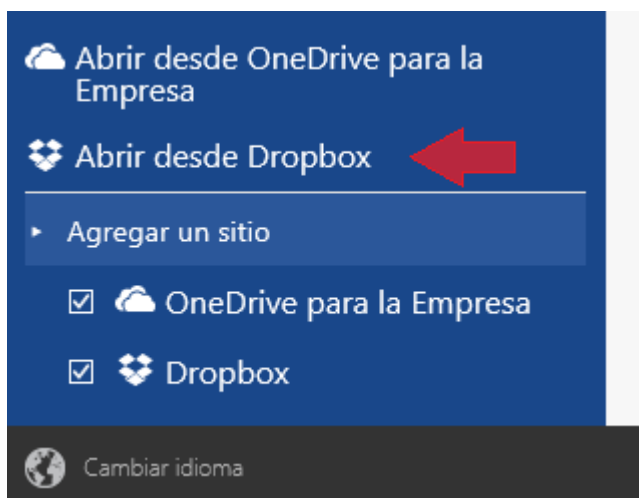 Abrir desde OneDrive para la
Empresa
Abrir desde Dropbox
Agregar un sitio
OneDrive para la Empresa
Dropbox
Cambiar idioma